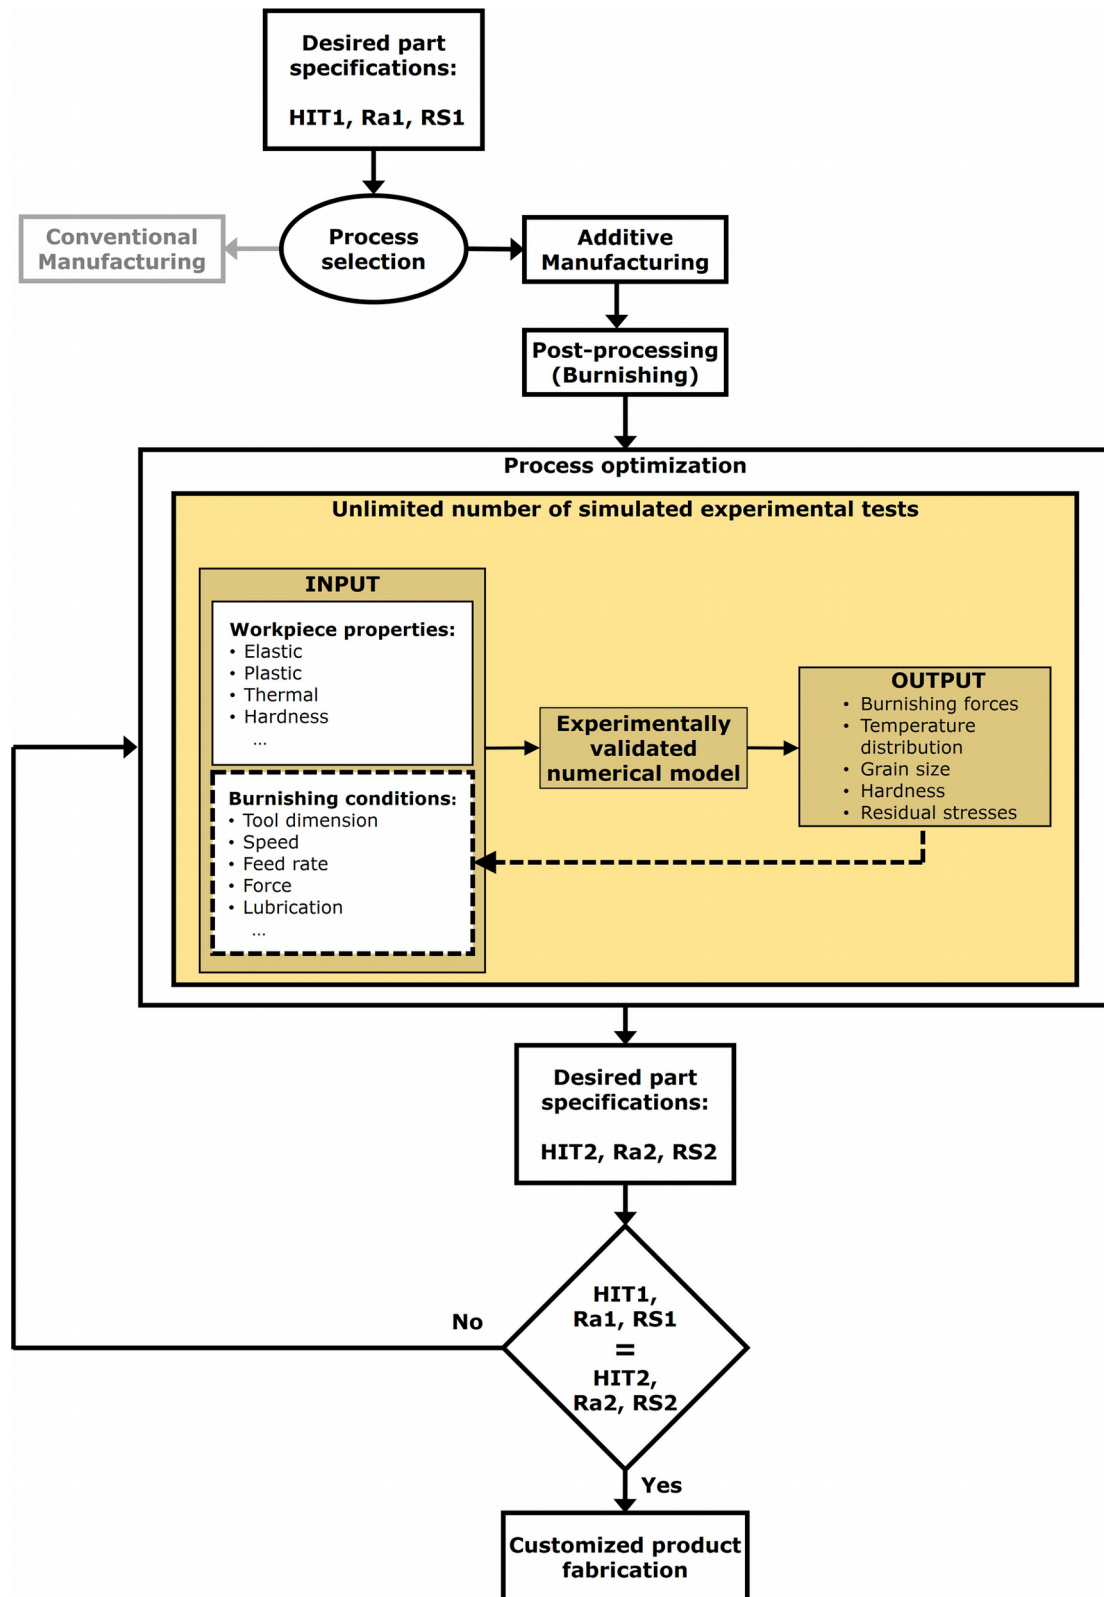 Desired part
specifications:
HIT1, Ra1, RS1
Conventional
Manufacturing
Process
selection
Additive
Manufacturing
Post-processing
(Burnishing)
Process optimization
Unlimited number of simulated experimental tests
INPUT
Workpiece properties:
• Elastic
• Plastic
• Thermal
• Hardness
...
Burnishing conditions:
• Tool dimension
• Speed
• Feed rate
• Force
• Lubrication
...
Experimentally
validated
numerical model
OUTPUT
• Burnishing forces
• Temperature
distribution
• Grain size
• Hardness
• Residual stresses
Desired part
specifications:
HIT2, Ra2, RS2
HIT1,
Ra1, RS1
=
HIT2,
Ra2, RS2
No
Yes
Customized product
fabrication